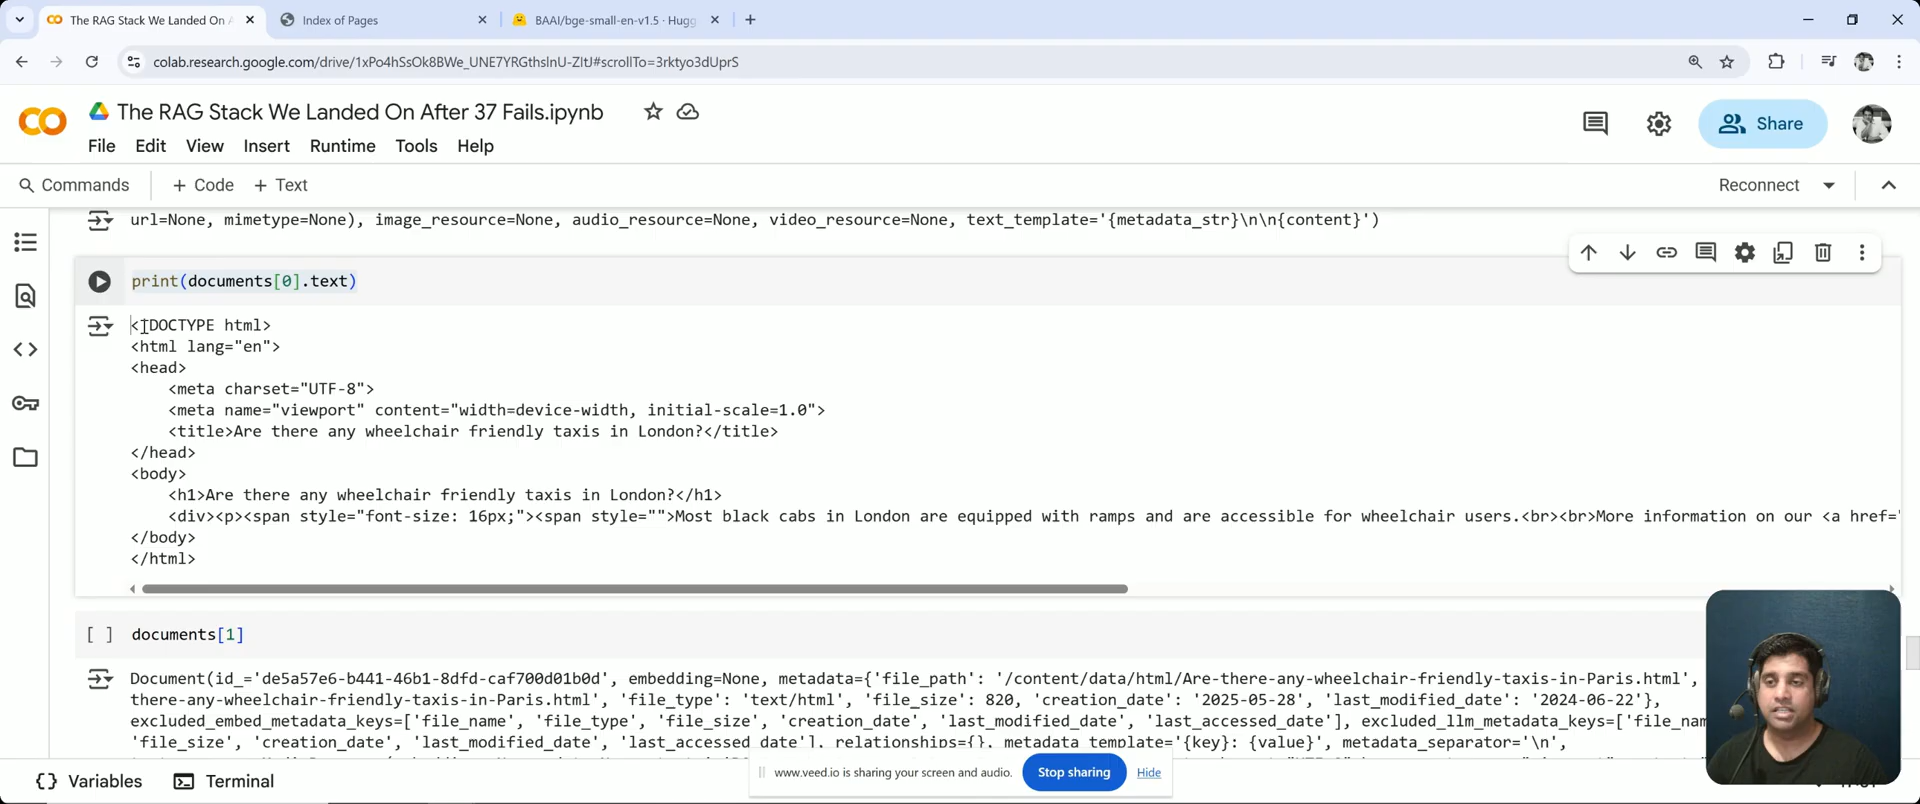 The RAG Stack We Landed On A
Index of Pages
BAAI/bge-small-en-v1.5 · Hugg
colab.research.google.com/drive/1xPo4hSsOk8BWe_UNE7YRGthsInU-ZItJ#scrollTo=3rktyo3dUprS
CO
The RAG Stack We Landed On After 37 Fails.ipynb
Share
File Edit View Insert Runtime Tools Help
Commands + Code + Text
Reconnect
url=None, mimetype=None), image_resource=None, audio_resource=None, video_resource=None, text_template='{metadata_str}\n\n{content}')
print(documents[0].text)
<!DOCTYPE html>
<html lang="en">
<head>
    <meta charset="UTF-8">
    <meta name="viewport" content="width=device-width, initial-scale=1.0">
    <title>Are there any wheelchair friendly taxis in London?</title>
</head>
<body>
    <h1>Are there any wheelchair friendly taxis in London?</h1>
    <div><p><span style="font-size: 16px;"><span style="">Most black cabs in London are equipped with ramps and are accessible for wheelchair users.<br><br>More information on our <a href="
</body>
</html>
[ ] documents[1]
Document(id_='de5a57e6-b441-46b1-8dfd-caf700d01b0d', embedding=None, metadata={'file_path': '/content/data/html/Are-there-any-wheelchair-friendly-taxis-in-Paris.html',
there-any-wheelchair-friendly-taxis-in-Paris.html', 'file_type': 'text/html', 'file_size': 820, 'creation_date': '2025-05-28', 'last_modified_date': '2024-06-22'},
excluded_embed_metadata_keys=['file_name', 'file_type', 'file_size', 'creation_date', 'last_modified_date', 'last_accessed_date'], excluded_llm_metadata_keys=['file_nam
'file_size', 'creation_date', 'last_modified_date', 'last_accessed_date'], relationships={}, metadata_template='{key}: {value}', metadata_separator='\n',
Variables Terminal
www.veed.io is sharing your screen and audio. Stop sharing Hide